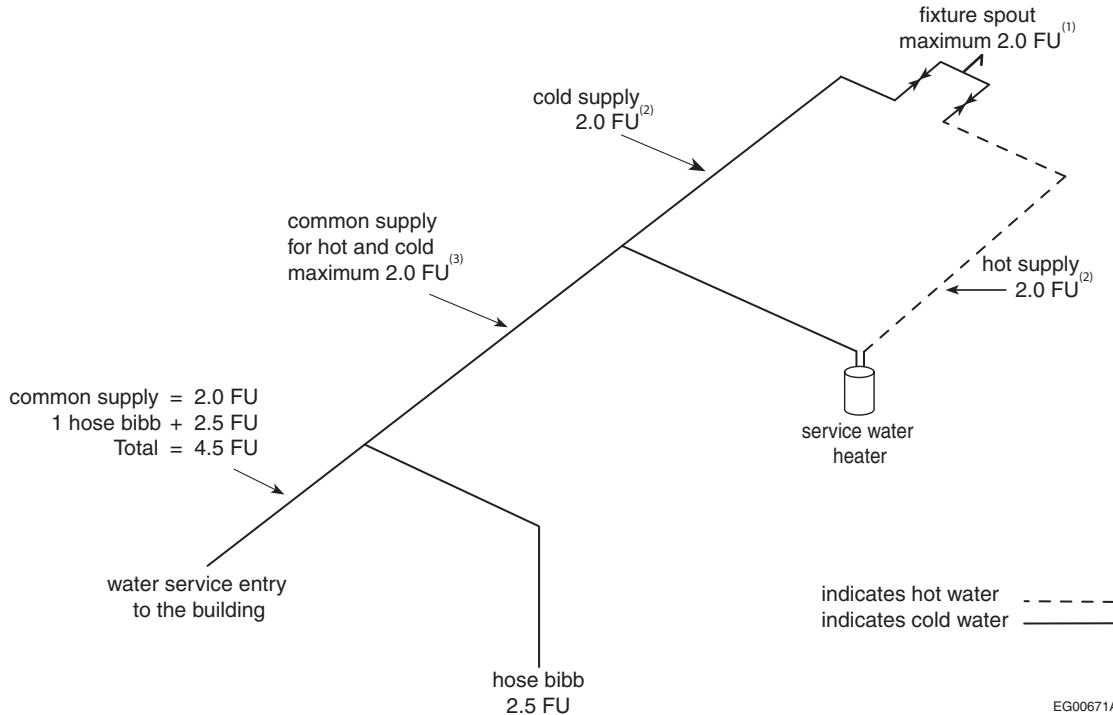 fixture spout
maximum 2.0 FU(1)
cold supply
2.0 FU(2)
common supply
for hot and cold
maximum 2.0 FU(3)
hot supply
2.0 FU(2)
common supply = 2.0 FU
1 hose bibb + 2.5 FU
Total = 4.5 FU
service water
heater
water service entry
to the building
indicates hot water
indicates cold water
hose bibb
2.5 FU
EG00671A